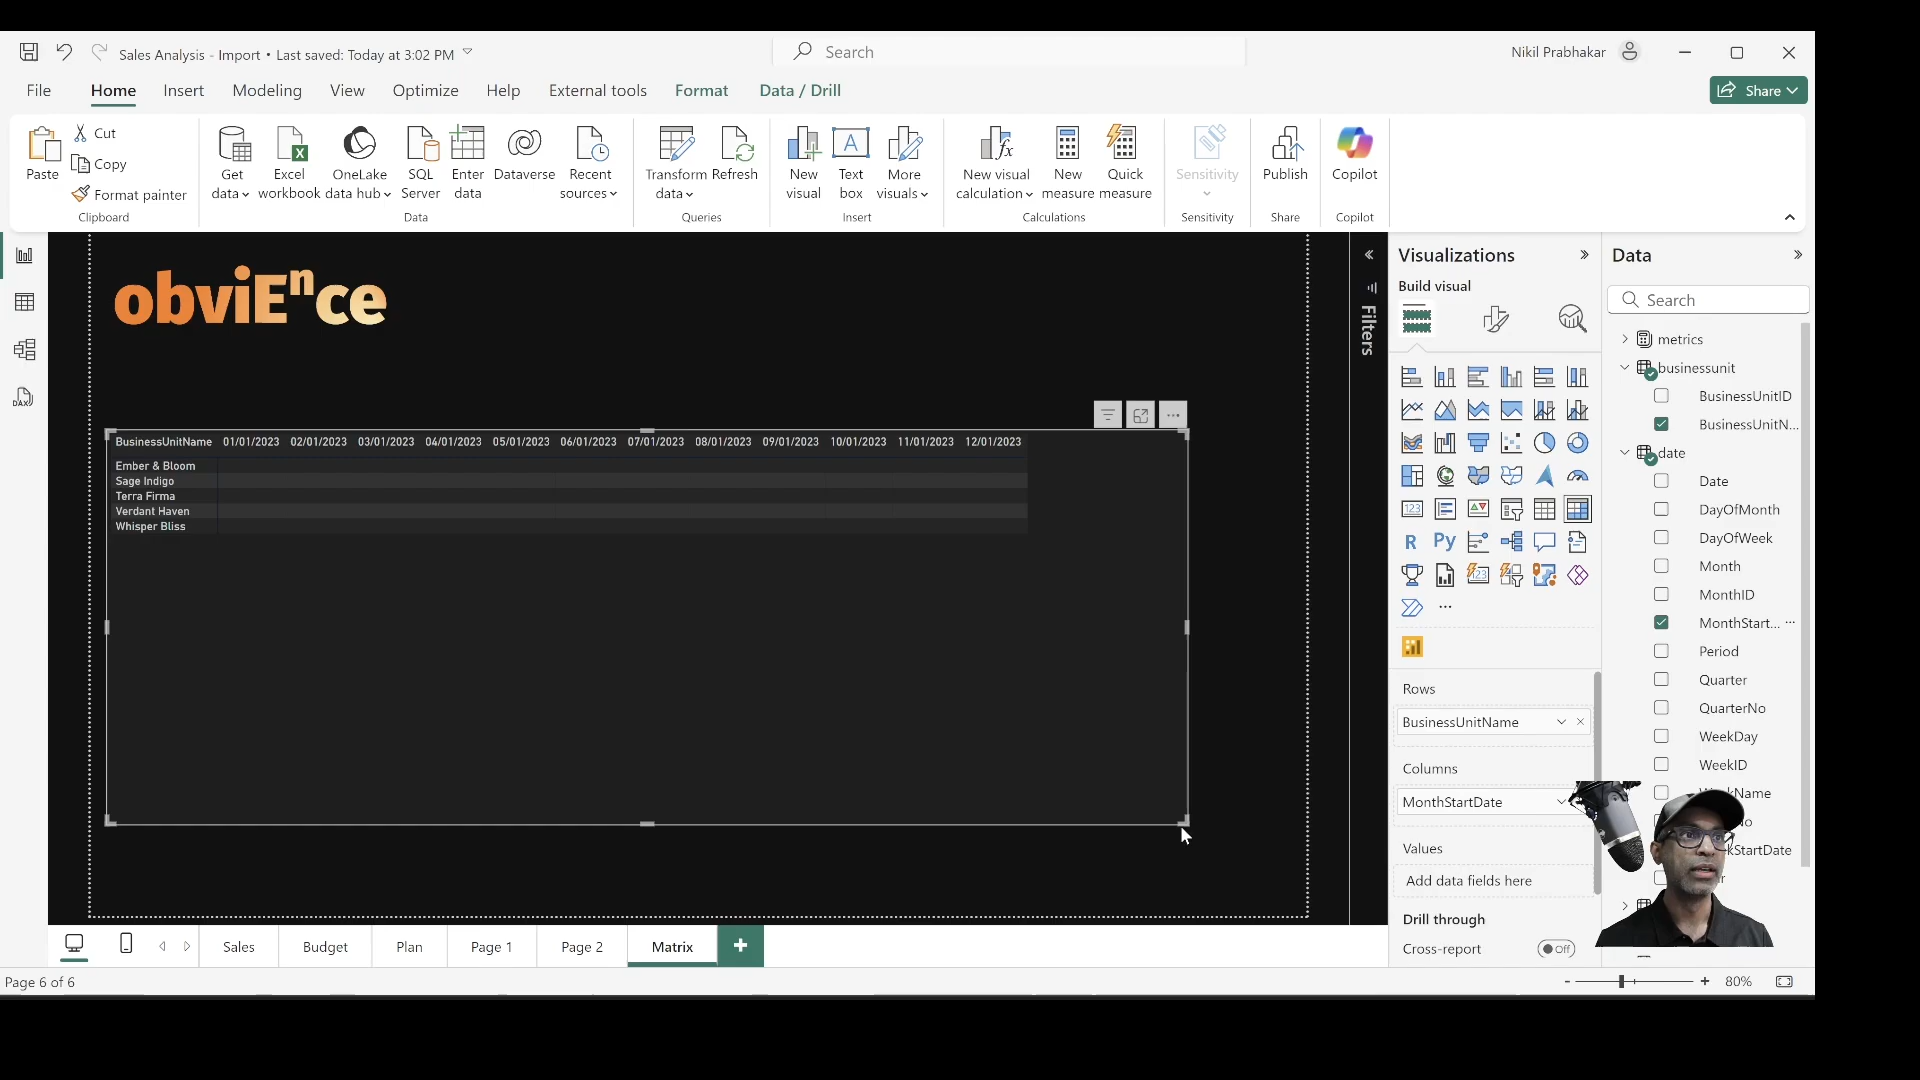 Sales Analysis - Import • Last saved: Today at 3:02 PM
Search
Nikil Prabhakar
File
Home
Insert
Modeling
View
Optimize
Help
External tools
Format
Data / Drill
Share
Paste
Cut
Copy
Format painter
Clipboard
Get data
Excel workbook
OneLake data hub
SQL Server
Enter data
Dataverse
Recent sources
Data
Transform data
Refresh
Queries
New visual
Text box
More visuals
Insert
New visual calculation
New measure
Quick measure
Calculations
Sensitivity
Sensitivity
Publish
Share
Copilot
Copilot
obviEnce
BusinessUnitName 01/01/2023 02/01/2023 03/01/2023 04/01/2023 05/01/2023 06/01/2023 07/01/2023 08/01/2023 09/01/2023 10/01/2023 11/01/2023 12/01/2023
Ember & Bloom
Sage Indigo
Terra Firma
Verdant Haven
Whisper Bliss
Filters
Visualizations
Build visual
R
Py
123
123
DAX
Rows
BusinessUnitName
Columns
MonthStartDate
Values
Add data fields here
Drill through
Cross-report
Off
Data
Search
metrics
businessunit
BusinessUnitID
BusinessUnitN...
date
Date
DayOfMonth
DayOfWeek
Month
MonthID
MonthStart...
Period
Quarter
QuarterNo
WeekDay
WeekID
Sales
Budget
Plan
Page 1
Page 2
Matrix
Page 6 of 6
- + 80%